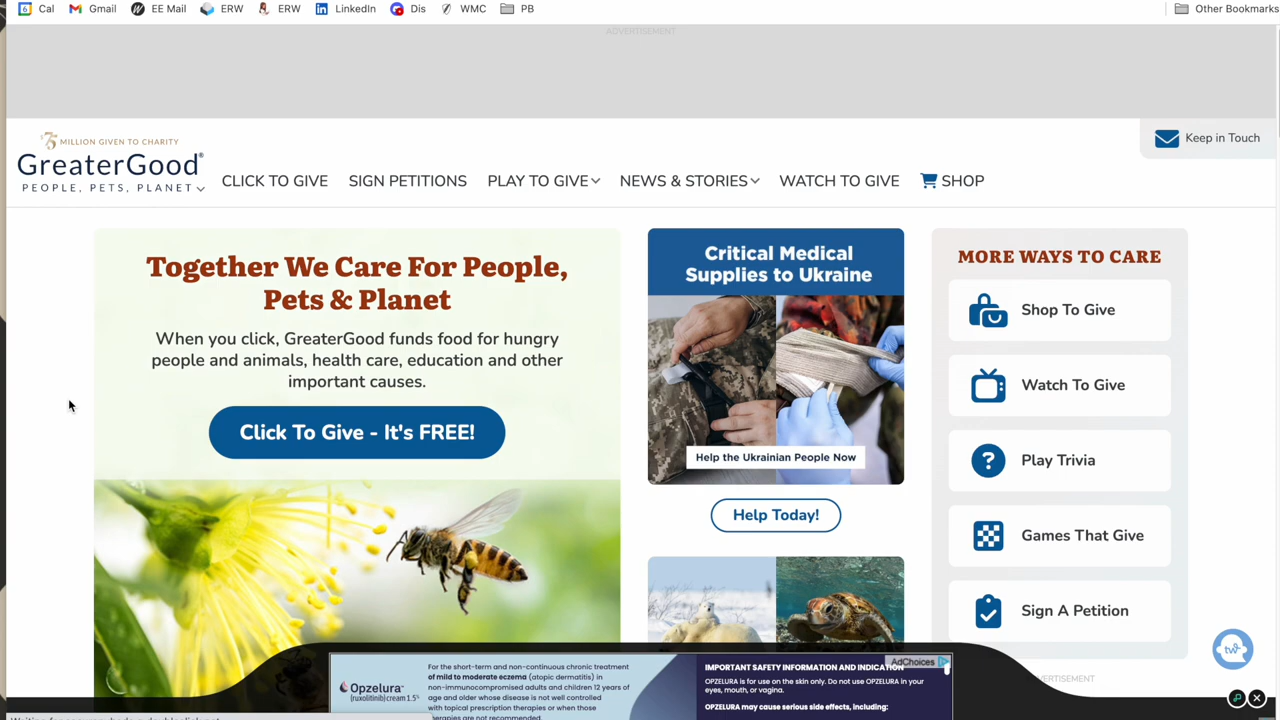 Cal
Gmail
EE Mail
ERW
ERW
LinkedIn
Dis
WMC
PB
Other Bookmarks
ADVERTISEMENT
Keep in Touch
75 MILLION GIVEN TO CHARITY
GreaterGood®
PEOPLE, PETS, PLANET
CLICK TO GIVE
SIGN PETITIONS
PLAY TO GIVE
NEWS & STORIES
WATCH TO GIVE
SHOP
Together We Care For People,
Pets & Planet
When you click, GreaterGood funds food for hungry
people and animals, health care, education and other
important causes.
Click To Give - It's FREE!
Critical Medical
Supplies to Ukraine
Help the Ukrainian People Now
Help Today!
MORE WAYS TO CARE
Shop To Give
Watch To Give
Play Trivia
Games That Give
Sign A Petition
tv+
AdChoices
Opzelura
(ruxolitinib) cream 1.5%
For the short-term and non-continuous chronic treatment
of mild to moderate eczema (atopic dermatitis) in
non-immunocompromised adults and children 12 years of
age and older whose disease is not well controlled
with topical prescription therapies or when those
therapies are not recommended.
IMPORTANT SAFETY INFORMATION AND INDICATION
OPZELURA is for use on the skin only. Do not use OPZELURA in your
eyes, mouth, or vagina.
OPZELURA may cause serious side effects, including: